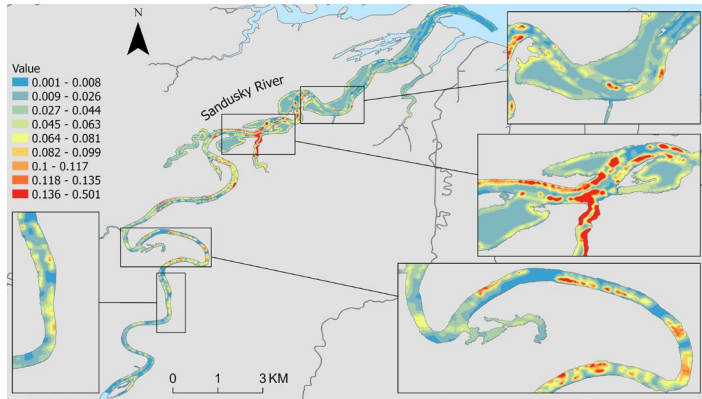 N
Value
0.001 - 0.008
0.009 - 0.026
0.027 - 0.044
0.045 - 0.063
0.064 - 0.081
0.082 - 0.099
0.1 - 0.117
0.118 - 0.135
0.136 - 0.501
Sandusky River
0 1 3 KM